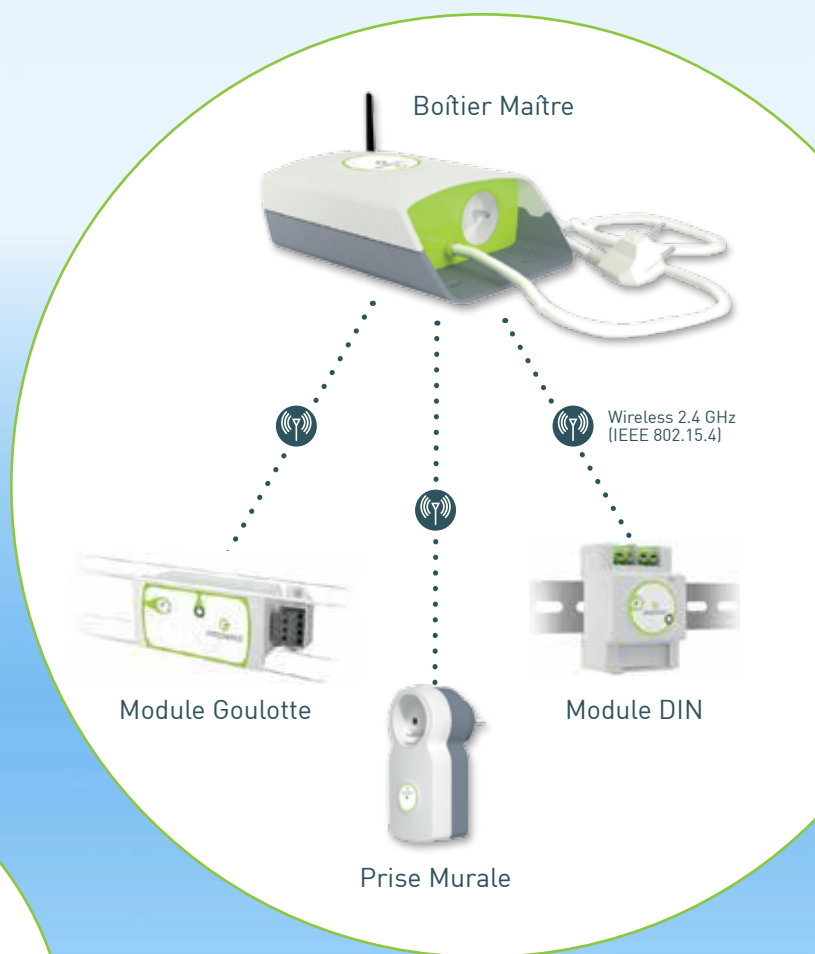 Boîtier Maître
Wireless 2.4 GHz
(IEEE 802.15.4)
Module Goulotte
Module DIN
Prise Murale